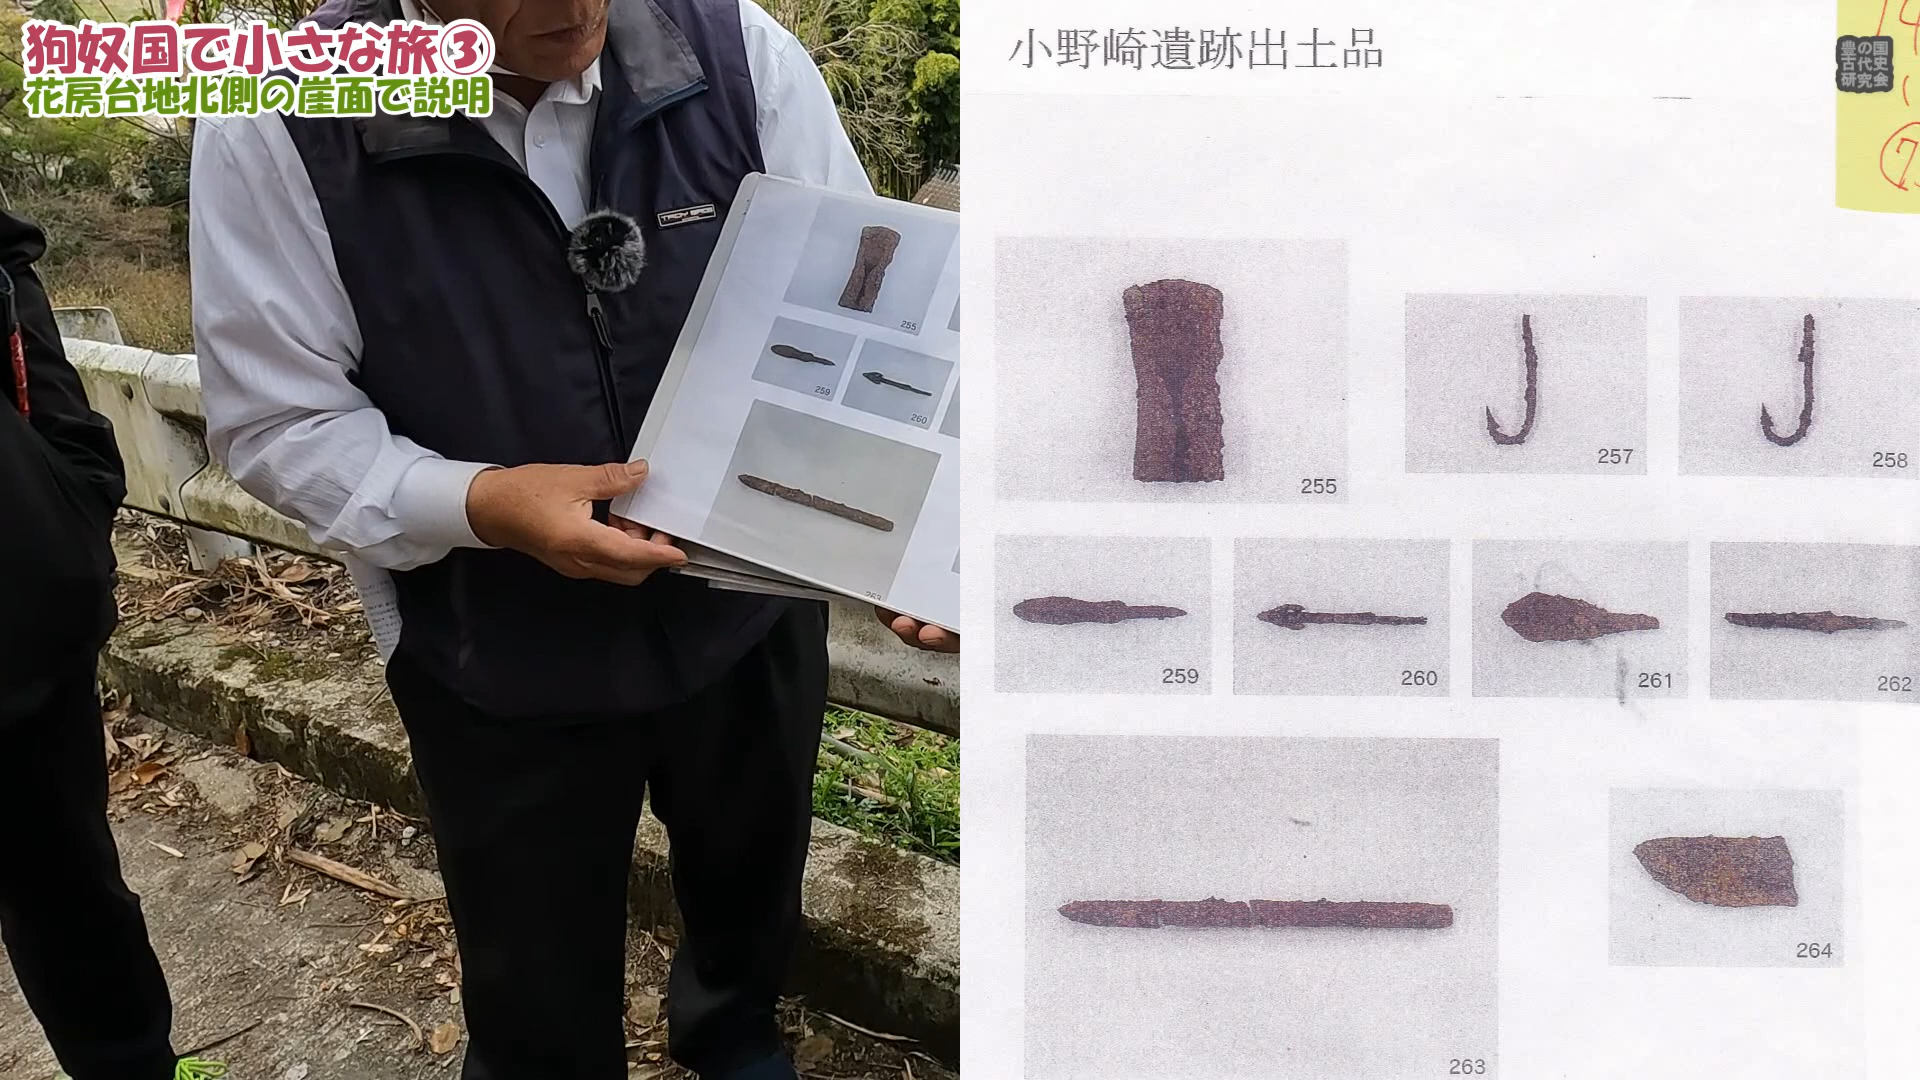 狗奴国で小さな旅③
花房台地北側の崖面で説明
小野崎遺跡出土品
豊の国
古代史
研究会
255
257
258
259
260
261
262
263
264
255
259
260
263